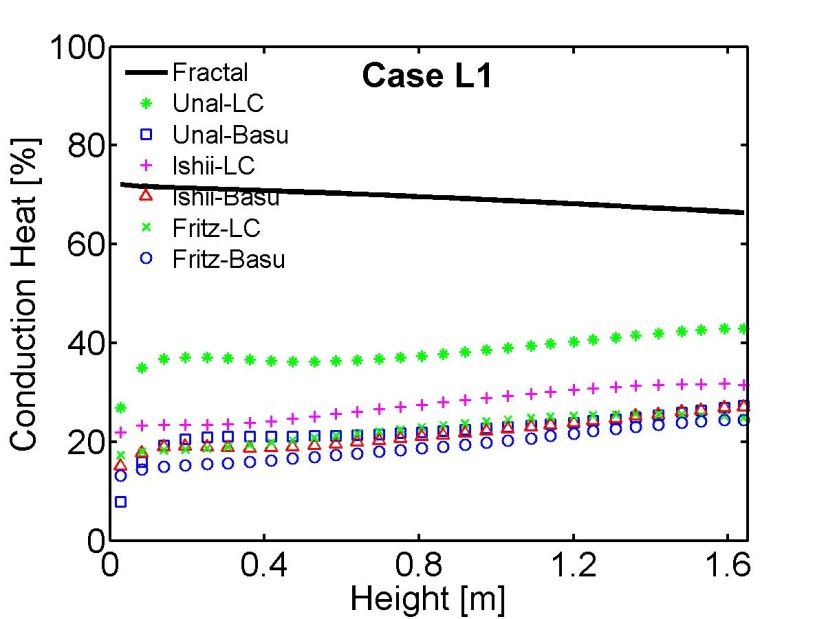 Case L1
Fractal
Unal-LC
Unal-Basu
Ishii-LC
Ishii-Basu
Fritz-LC
Fritz-Basu
Conduction Heat [%]
100
80
60
40
20
0
0 0.4 0.8 1.2 1.6
Height [m]